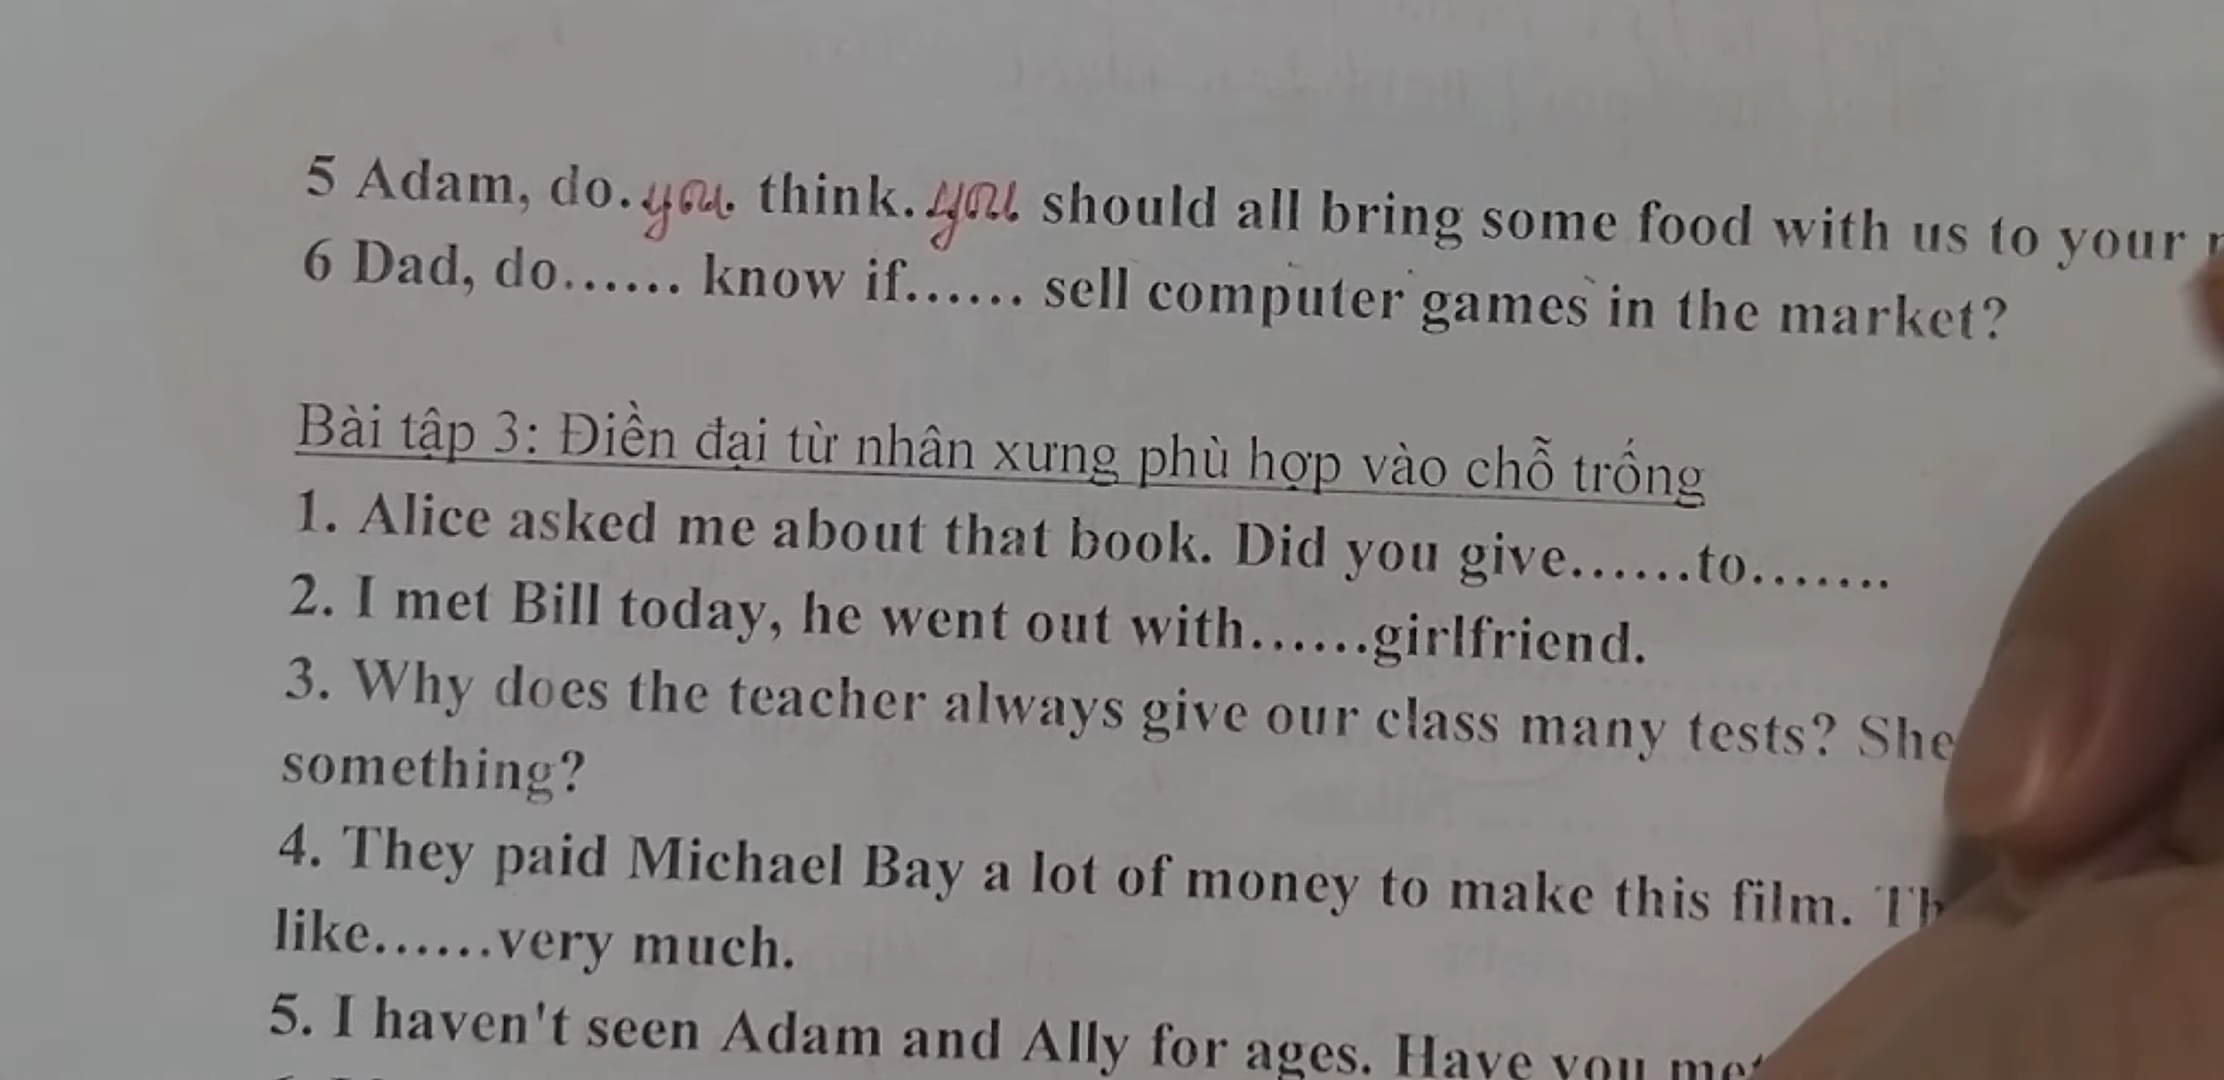 5 Adam, do.you. think.you should all bring some food with us to your
6 Dad, do...... know if...... sell computer games in the market?
Bài tập 3: Điền đại từ nhân xưng phù hợp vào chỗ trống
1. Alice asked me about that book. Did you give......to.......
2. I met Bill today, he went out with......girlfriend.
3. Why does the teacher always give our class many tests? She
something?
4. They paid Michael Bay a lot of money to make this film. Th
like......very much.
5. I haven't seen Adam and Ally for ages. Have you